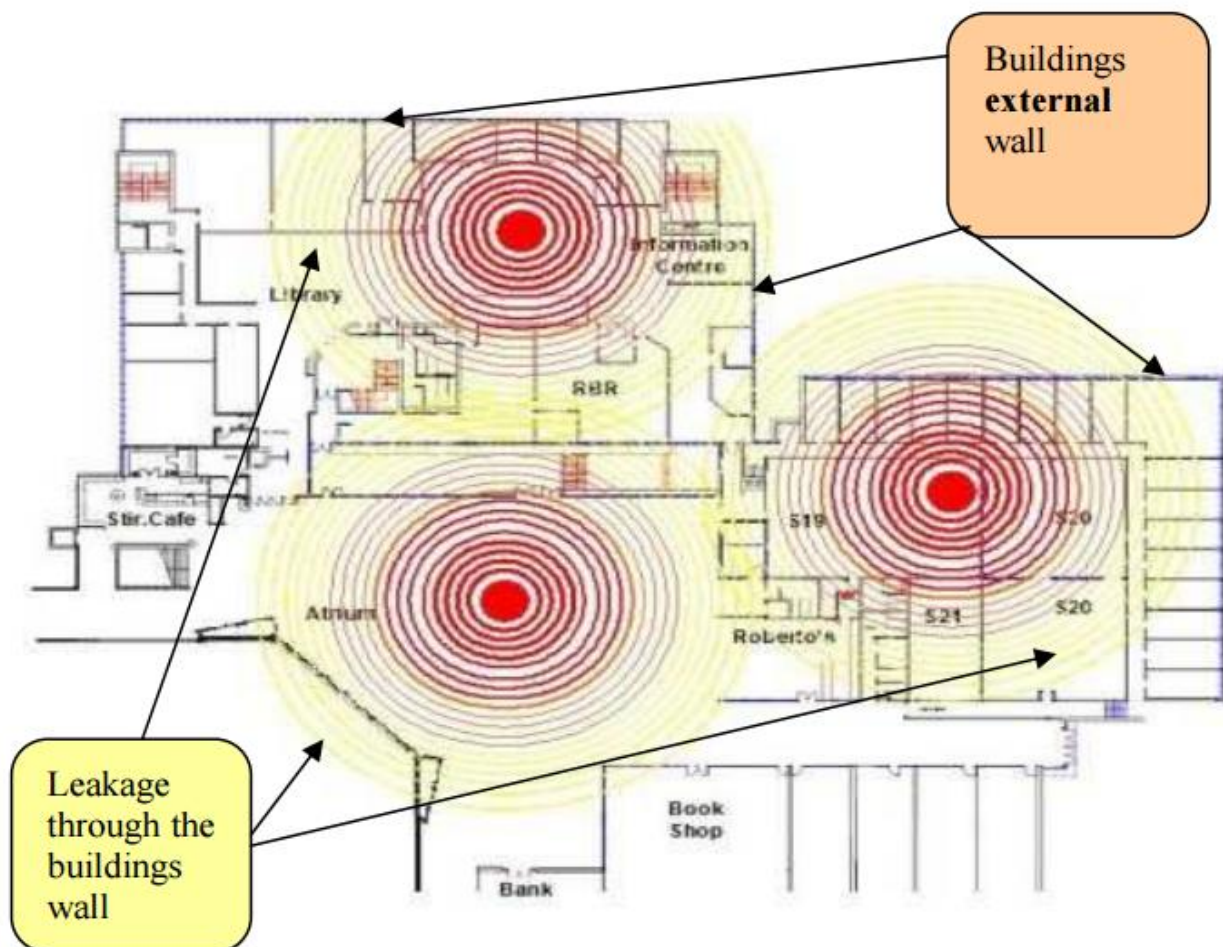 Buildings
external
wall
Information
Centre
Library
RBR
Stir.Cafe
S19
S20
Atrium
S21
S20
Roberto's
Leakage
through the
buildings
wall
Book
Shop
Bank